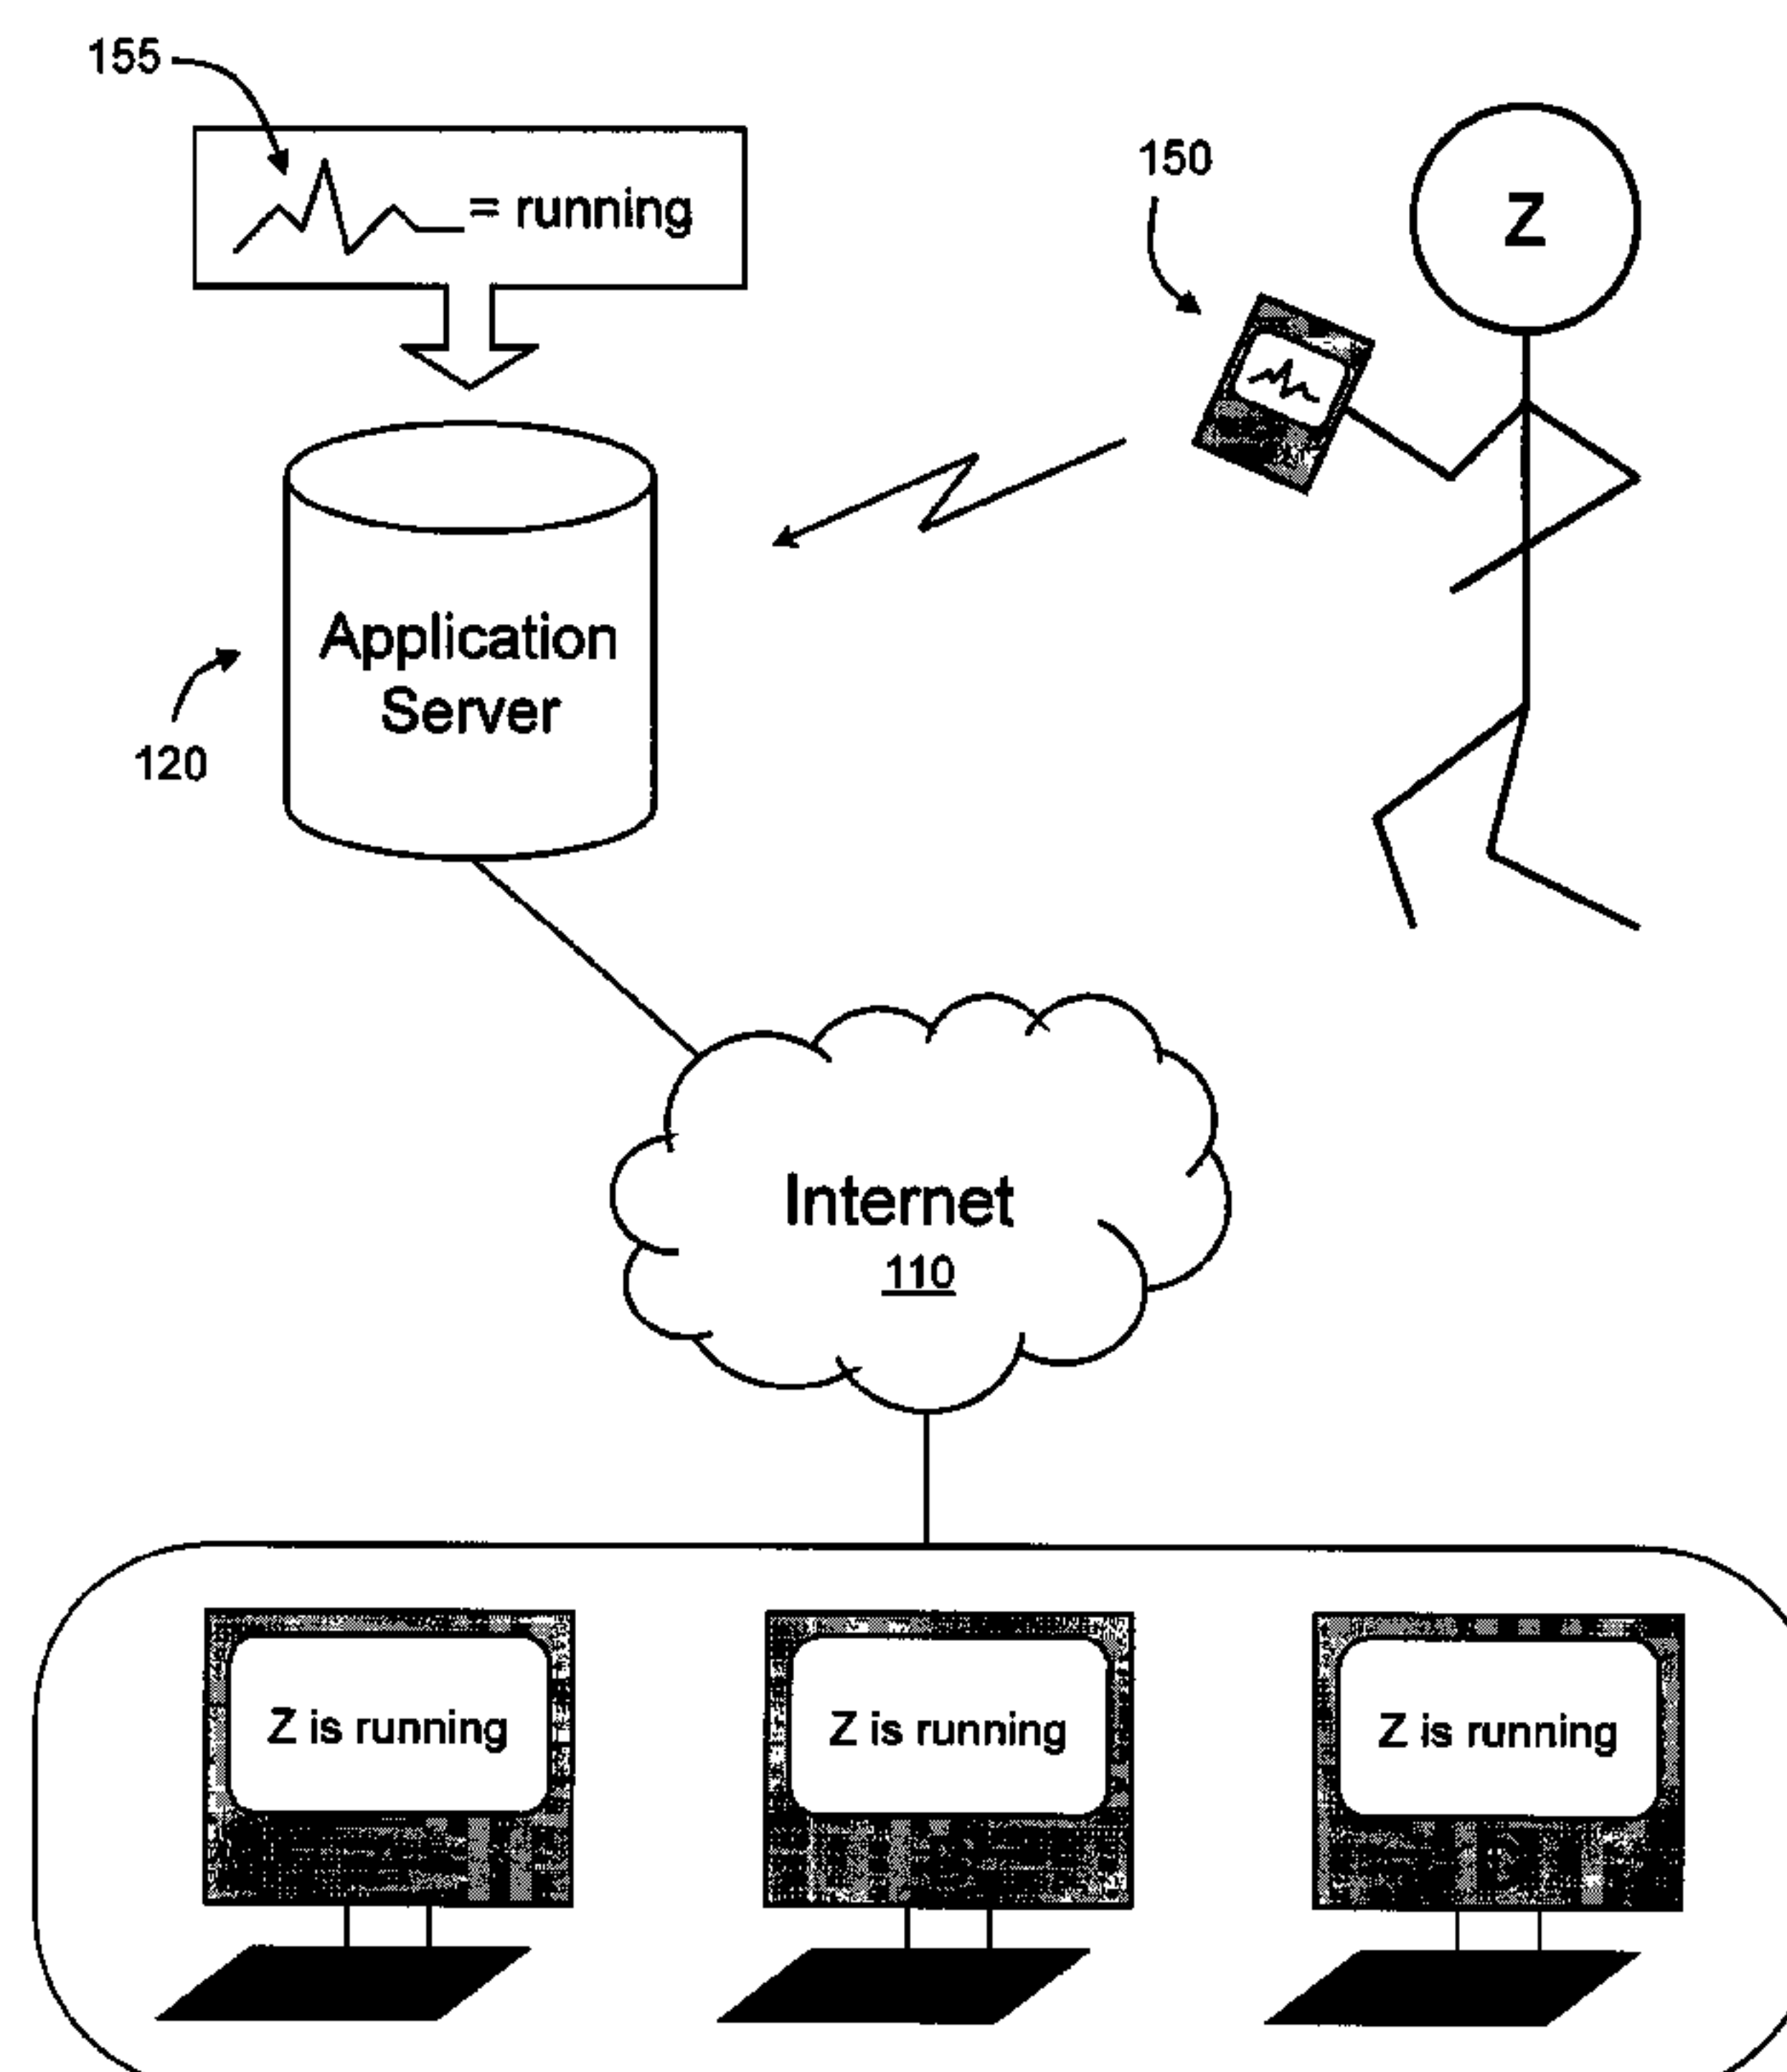 155
= running
150
Z
Application
Server
120
Internet
110
Z is running
Z is running
Z is running